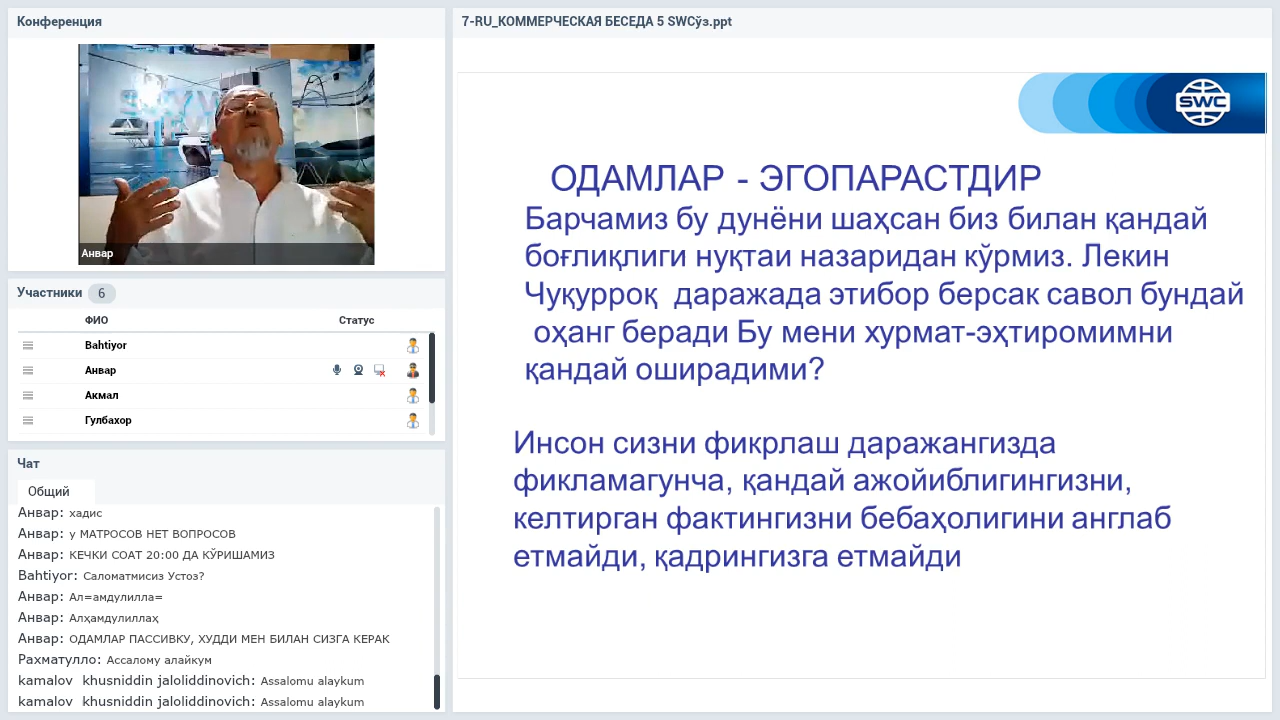 Конференция
Анвар
Участники 6
ФИО Статус
Bahtiyor
Анвар
Акмал
Гулбахор
Чат
Общий
Анвар: хадис
Анвар: у МАТРОСОВ НЕТ ВОПРОСОВ
Анвар: КЕЧКИ СОАТ 20:00 ДА КЎРИШАМИЗ
Bahtiyor: Саломатмисиз Устоз?
Анвар: Ал=амдулилла=
Анвар: Алҳамдулиллаҳ
Анвар: ОДАМЛАР ПАССИВКУ, ХУДДИ МЕН БИЛАН СИЗГА КЕРАК
Рахматулло: Ассалому алайкум
kamalov khusniddin jaloliddinovich: Assalomu alaykum
kamalov khusniddin jaloliddinovich: Assalomu alaykum
7-RU_КОММЕРЧЕСКАЯ БЕСЕДА 5 SWCўз.ppt
SWC
ОДАМЛАР - ЭГОПАРАСТДИР
Барчамиз бу дунёни шаҳсан биз билан қандай
боғлиқлиги нуқтаи назаридан кўрмиз. Лекин
Чуқурроқ даражада этибор берсак савол бундай
оҳанг беради Бу мени хурмат-эҳтиромимни
қандай оширадими?
Инсон сизни фикрлаш даражангизда
фикламагунча, қандай ажойиблигингизни,
келтирган фактингизни бебаҳолигини англаб
етмайди, қадрингизга етмайди